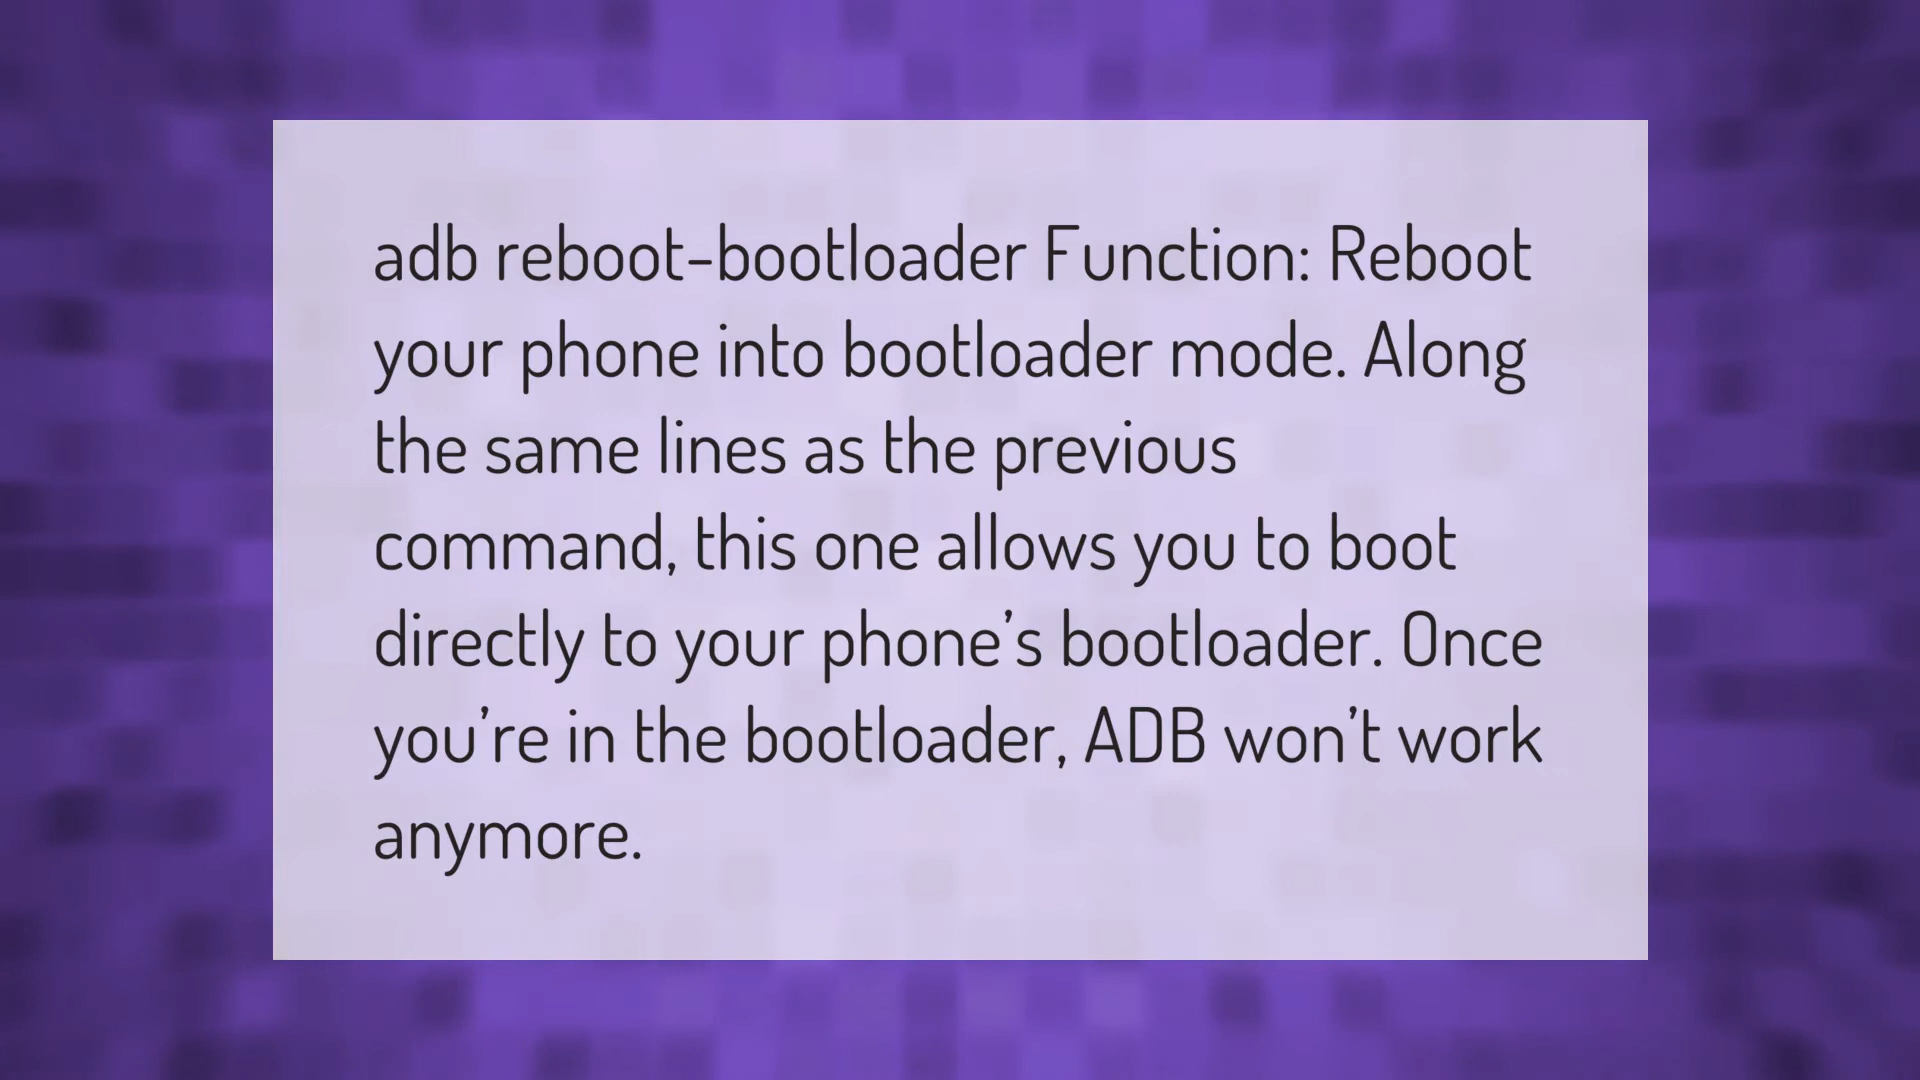 adb reboot-bootloader Function: Reboot
your phone into bootloader mode. Along
the same lines as the previous
command, this one allows you to boot
directly to your phone’s bootloader. Once
you’re in the bootloader, ADB won’t work
anymore.